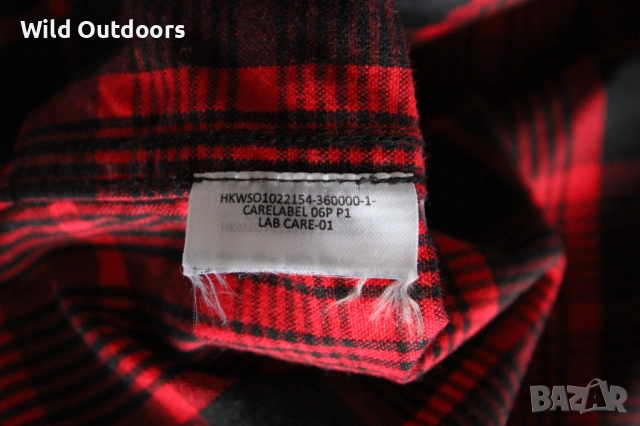 Wild Outdoors
HKWSO1022154-360000-1-
CARELABEL 06P P1
LAB CARE-01
BAZAR